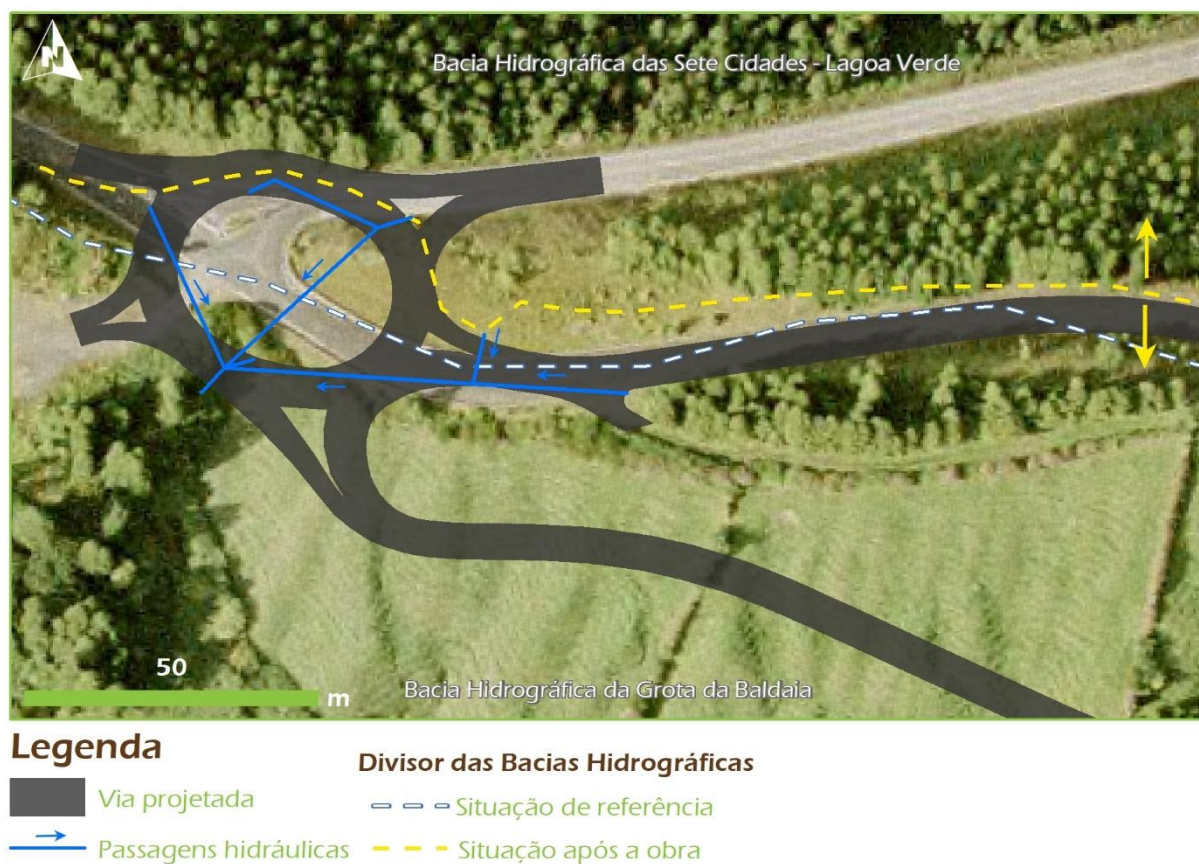 N
Bacia Hidrográfica das Sete Cidades - Lagoa Verde
50
m
Bacia Hidrográfica da Grota da Baldaia
Legenda
Divisor das Bacias Hidrográficas
Via projetada
Situação de referência
Passagens hidráulicas
Situação após a obra